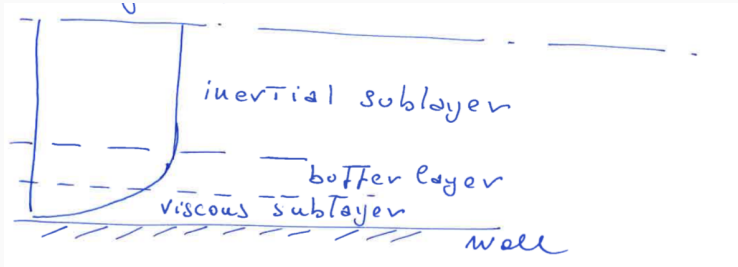 U
inertial sublayer
buffer layer
viscous sublayer
wall